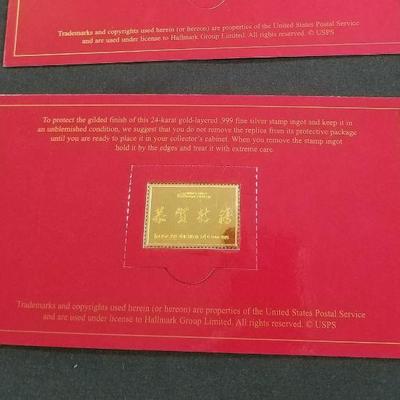 Trademarks and copyrights used herein (or hereon) are properties of the United States Postal Service
and are used under license to Hallmark Group Limited. All rights reserved. © USPS
To protect the gilded finish of this 24-karat gold-layered .999 fine silver stamp ingot and keep it in
an unblemished condition, we suggest that you do not remove the replica from its protective package
until you are ready to place it in your collector's cabinet. When you remove the stamp ingot
hold it by the edges and treat it with extreme care.
恭賀
Trademarks and copyrights used herein (or hereon) are properties of the United States Postal Service
and are used under license to Hallmark Group Limited. All rights reserved. © USPS